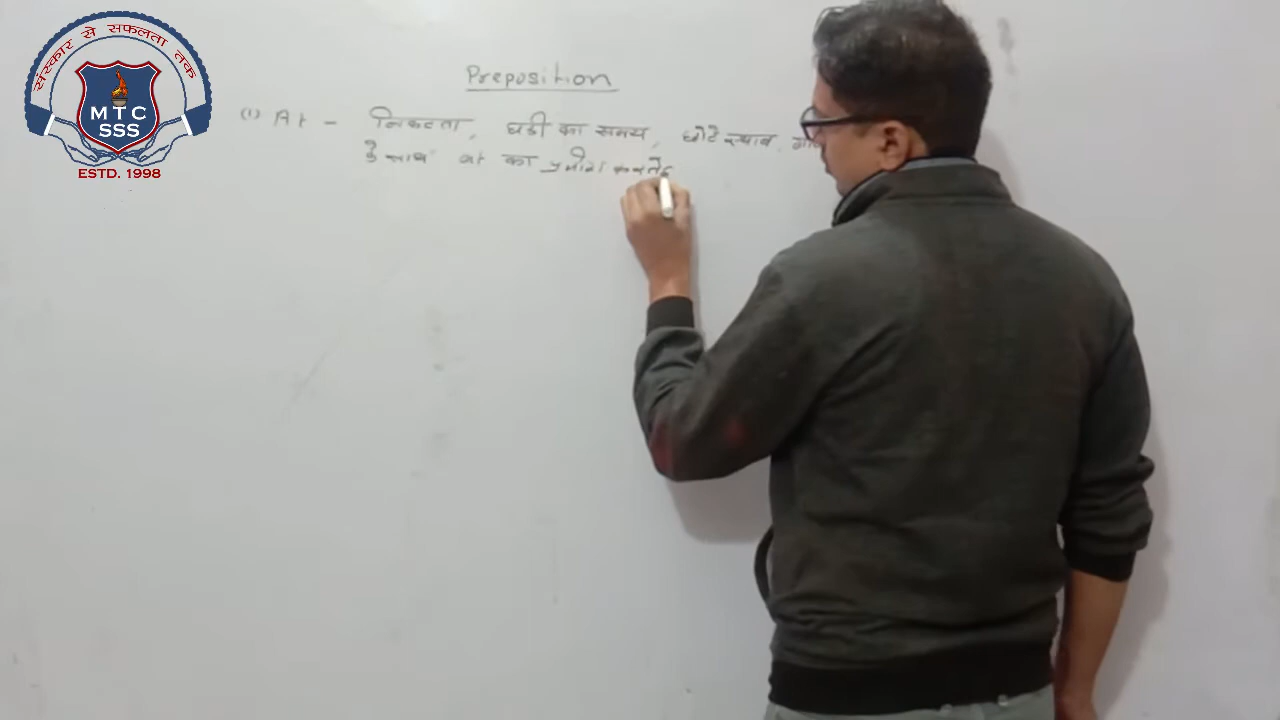 संस्कार से सफलता तक
MTC
SSS
ESTD. 1998
Preposition
(1) At - निकटता, घडी का समय, छोटे स्थान,
के साथ at का प्रयोग करते